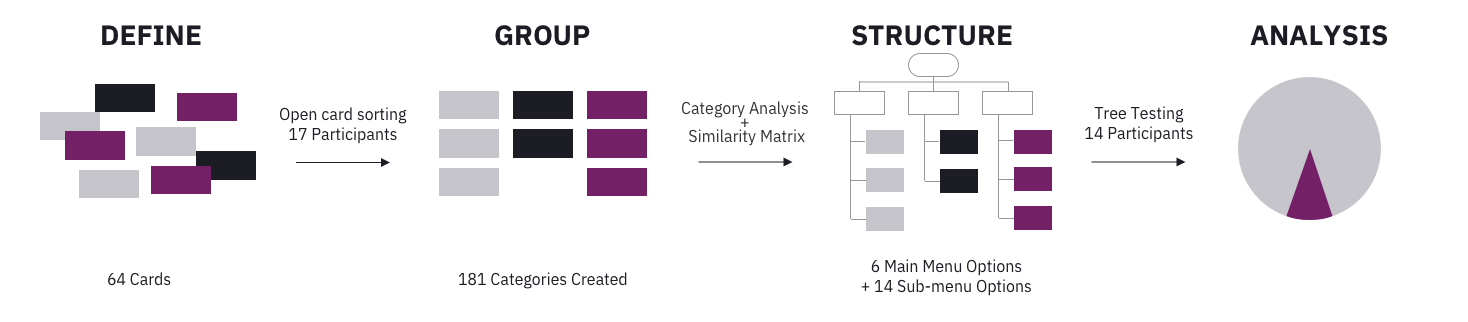 DEFINE
GROUP
STRUCTURE
ANALYSIS
Open card sorting
17 Participants
Category Analysis
+
Similarity Matrix
Tree Testing
14 Participants
64 Cards
181 Categories Created
6 Main Menu Options
+ 14 Sub-menu Options